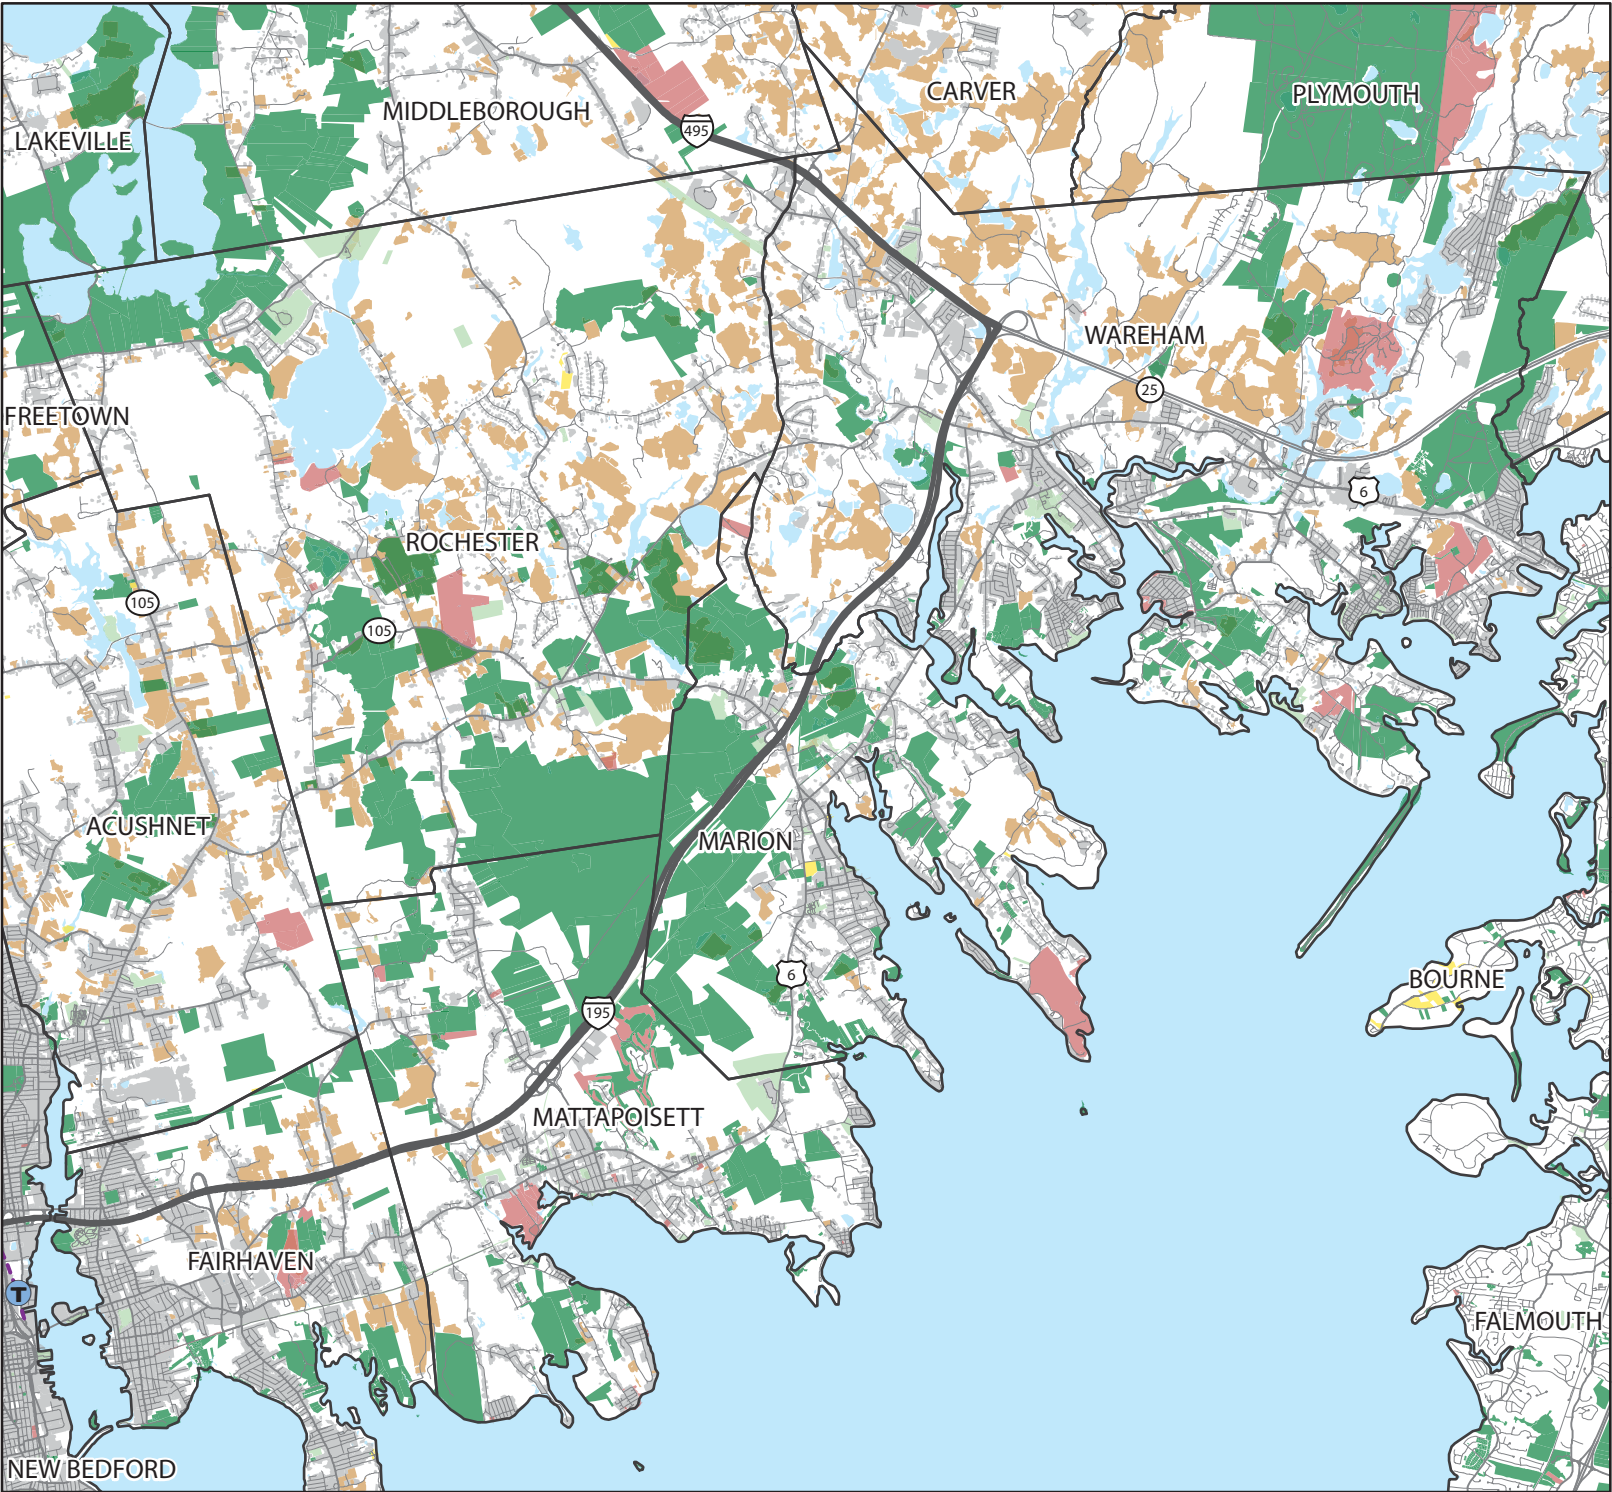 CARVER
PLYMOUTH
MIDDLEBOROUGH
495
LAKEVILLE
WAREHAM
25
FREETOWN
6
ROCHESTER
105
105
ACUSHNET
MARION
6
BOURNE
195
MATTAPOISETT
FAIRHAVEN
T
FALMOUTH
NEW BEDFORD